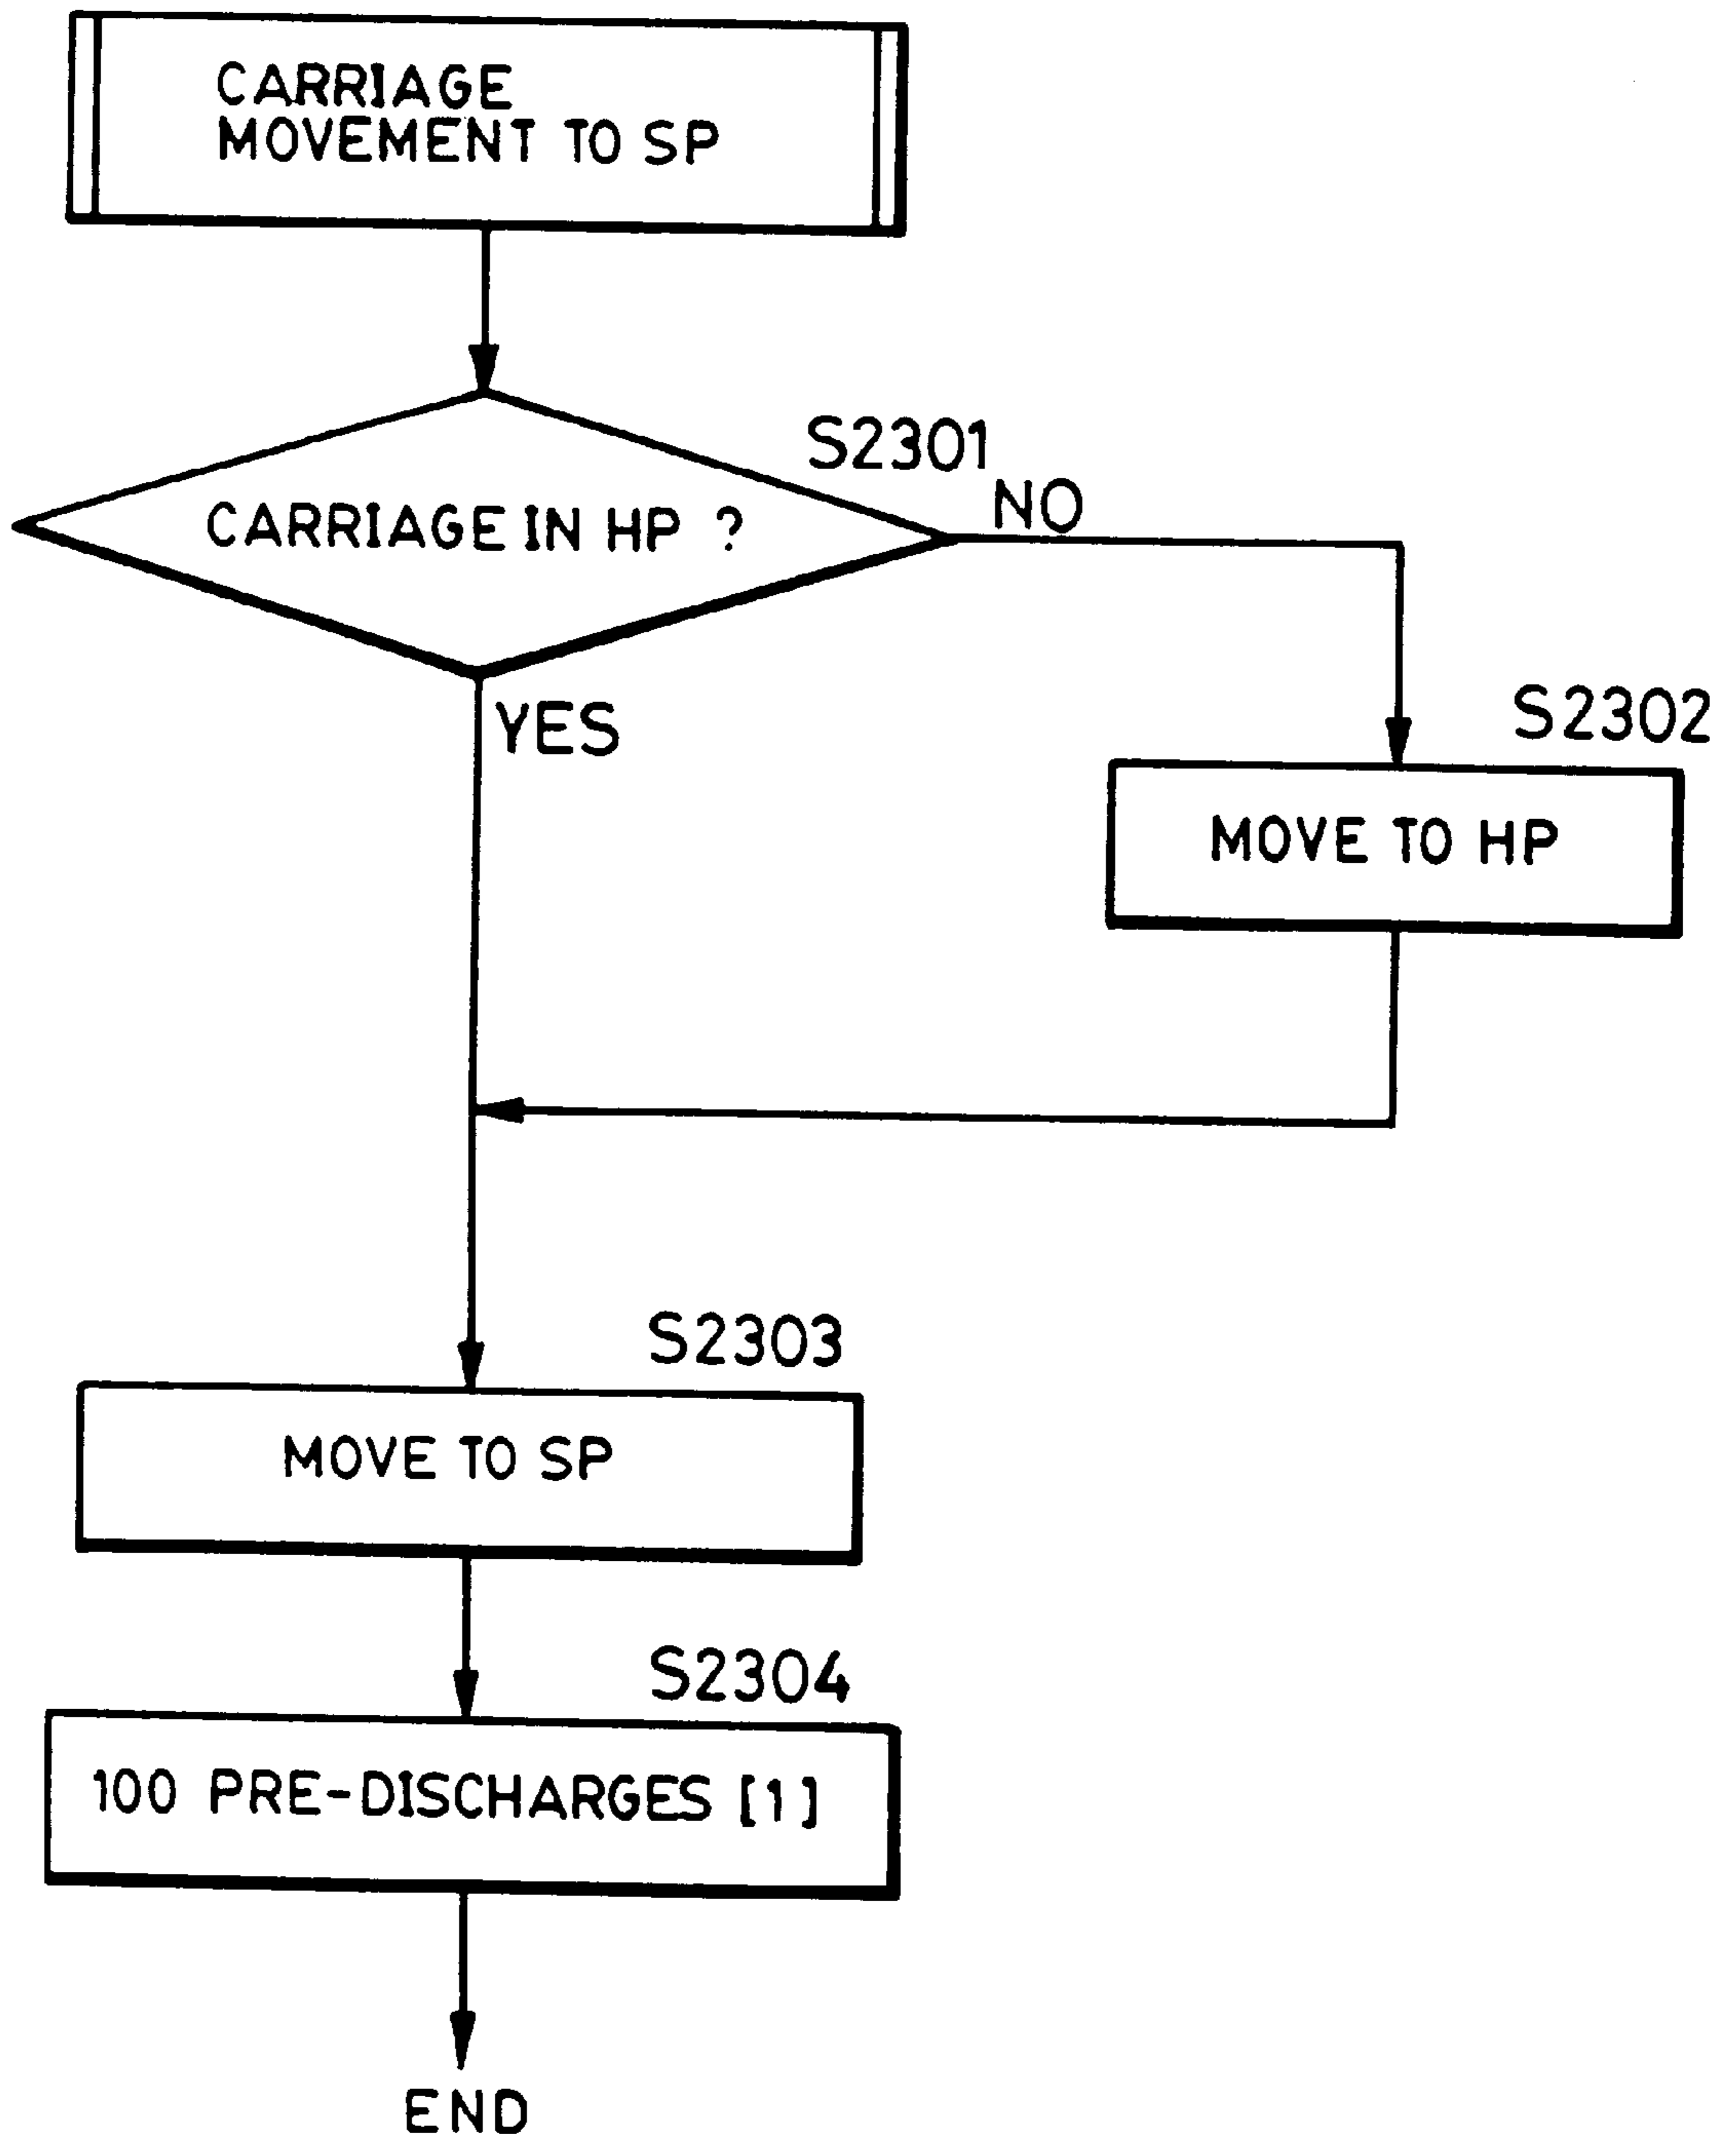 CARRIAGE
MOVEMENT TO SP
S2301
CARRIAGE IN HP ?
NO
YES
S2302
MOVE TO HP
S2303
MOVE TO SP
S2304
100 PRE-DISCHARGES [1]
END